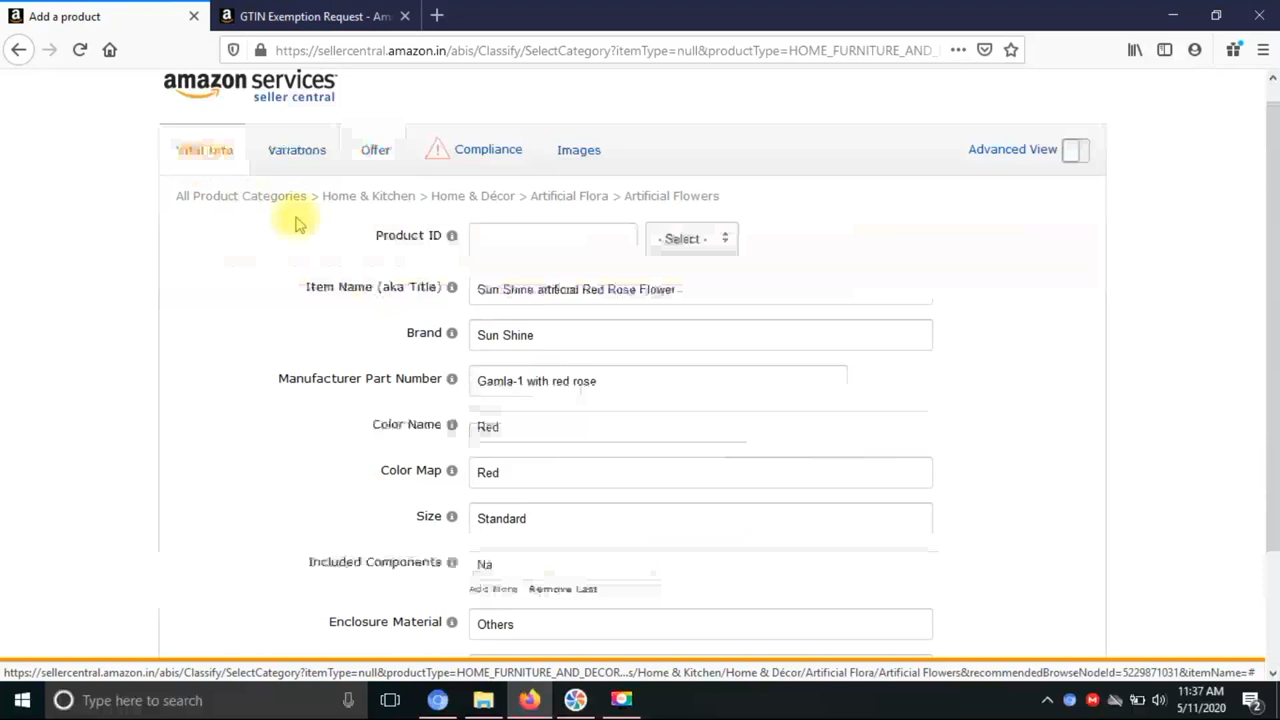 Add a product
GTIN Exemption Request - Am
https://sellercentral.amazon.in/abis/Classify/SelectCategory?itemType=null&productType=HOME_FURNITURE_AND_
amazon services
seller central
Vital Info
Variations
Offer
Compliance
Images
Advanced View
All Product Categories > Home & Kitchen > Home & Décor > Artificial Flora > Artificial Flowers
Product ID
- Select -
Item Name (aka Title)
Sun Shine artificial Red Rose Flower
Brand
Sun Shine
Manufacturer Part Number
Gamla-1 with red rose
Color Name
Red
Color Map
Red
Size
Standard
Included Components
Na
Add More Remove Last
Enclosure Material
Others
https://sellercentral.amazon.in/abis/Classify/SelectCategory?itemType=null&productType=HOME_FURNITURE_AND_DECOR...s/Home & Kitchen/Home & Décor/Artificial Flora/Artificial Flowers&recommendedBrowseNodeId=5229871031&itemName=#
Type here to search
11:37 AM
5/11/2020
2